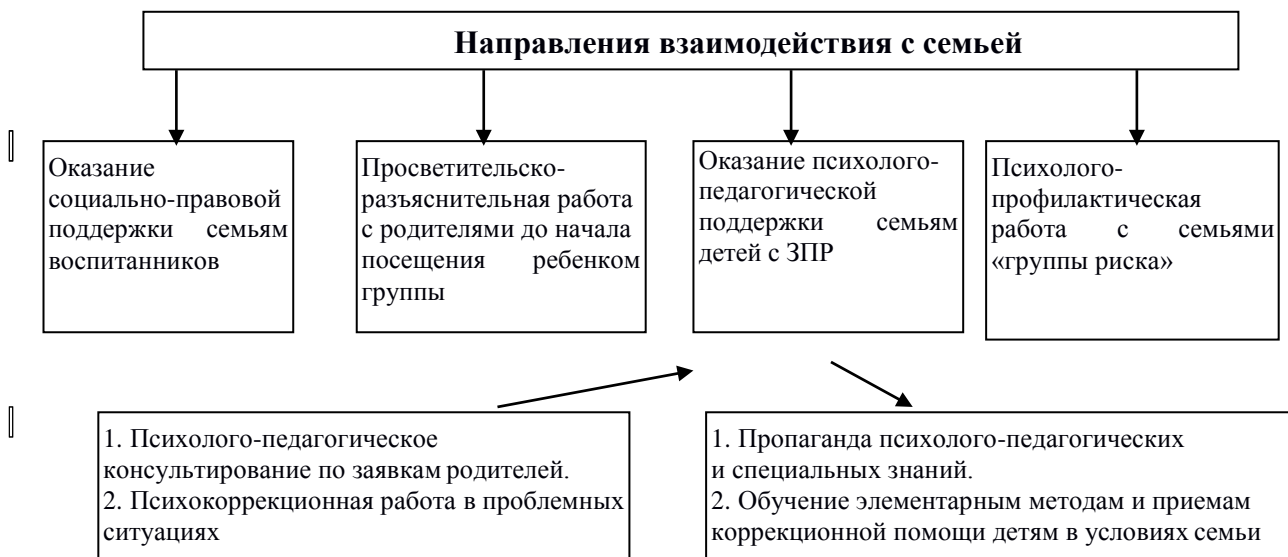 Направления взаимодействия с семьей
Оказание
социально-правовой
поддержки семьям
воспитанников
Просветительско-
разъяснительная работа
с родителями до начала
посещения ребенком
группы
Оказание психолого-
педагогической
поддержки семьям
детей с ЗПР
Психолого-
профилактическая
работа с семьями
«группы риска»
1. Психолого-педагогическое
консультирование по заявкам родителей.
2. Психокоррекционная работа в проблемных
ситуациях
1. Пропаганда психолого-педагогических
и специальных знаний.
2. Обучение элементарным методам и приемам
коррекционной помощи детям в условиях семьи